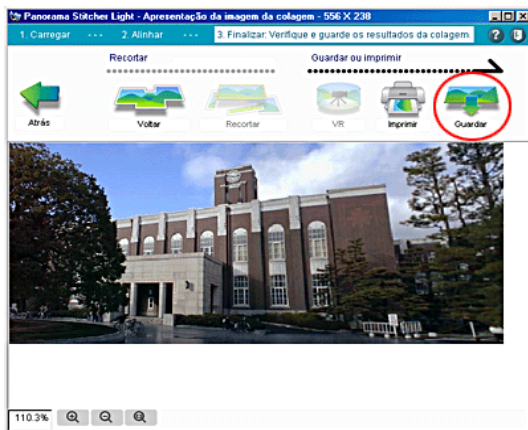 Panorama Stitcher Light - Apresentação da imagem da colagem - 556 X 238
1. Carregar --- 2. Alinhar --- 3. Finalizar: Verifique e guarde os resultados da colagem.
Recortar Guardar ou imprimir
Atrás Voltar Recortar VR Imprimir Guardar
110.3%